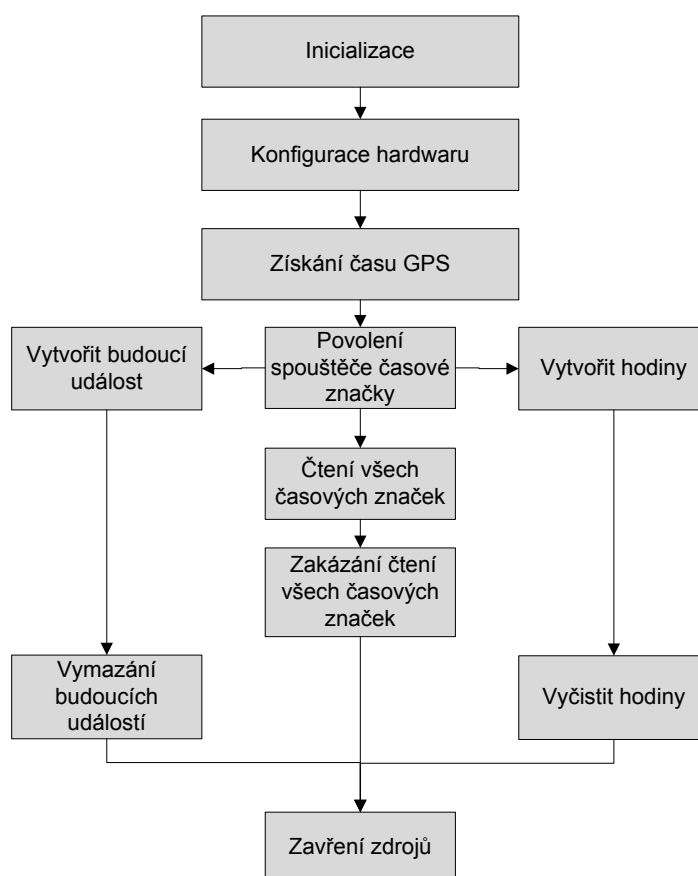 Inicializace
Konfigurace hardwaru
Získání času GPS
Vytvořit budoucí
událost
Povolení
spouštěče časové
značky
Vytvořit hodiny
Čtení všech
časových značek
Zakázání čtení
všech časových
značek
Vymazání
budoucích
událostí
Vyčistit hodiny
Zavření zdrojů